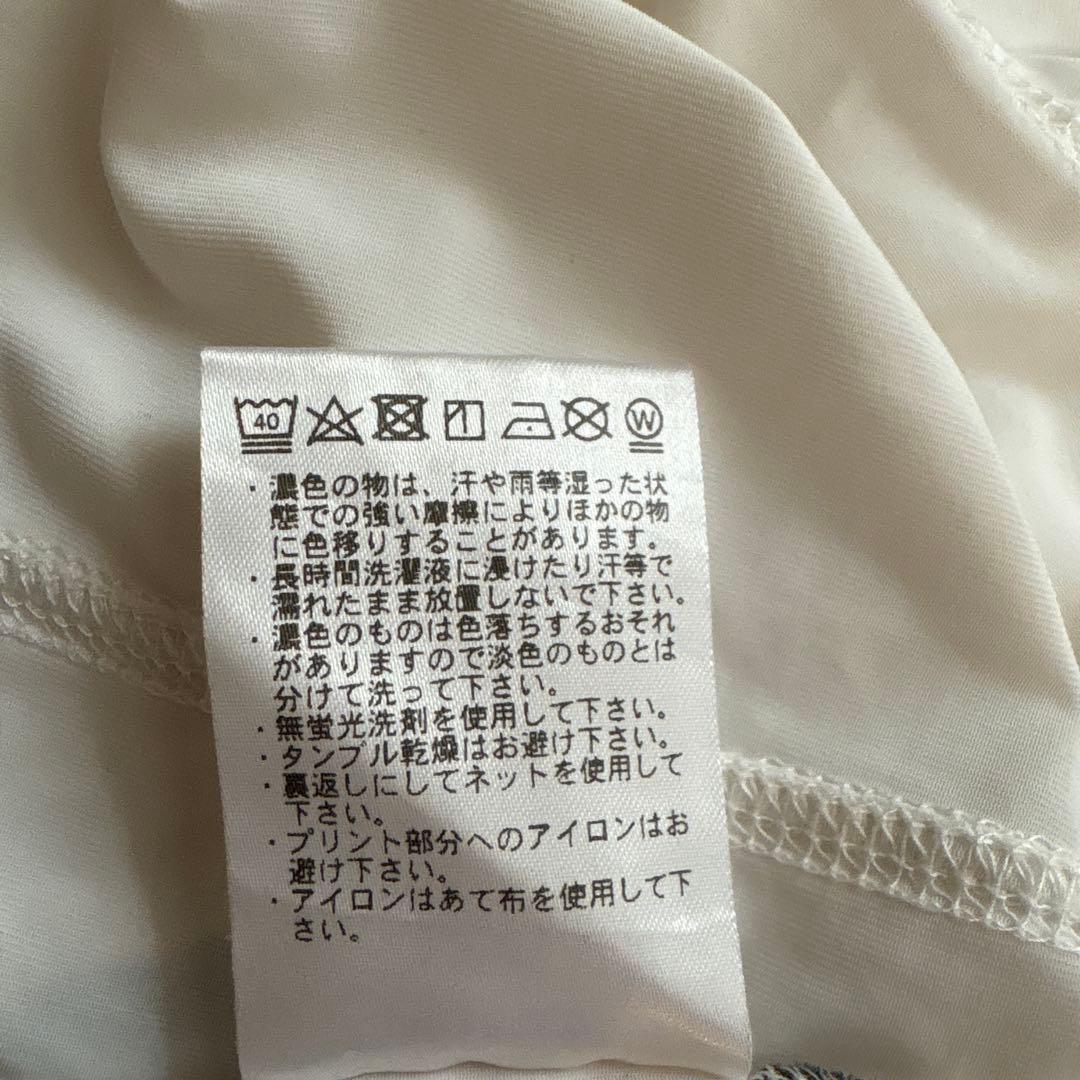 40 W
・濃色の物は、汗や雨等湿った状
態での強い摩擦によりほかの物
に色移りすることがあります。
・長時間洗濯液に浸けたり汗等で
濡れたまま放置しないで下さい。
・濃色のものは色落ちするおそれ
がありますので淡色のものとは
分けて洗って下さい。
・無蛍光洗剤を使用して下さい。
・タンブル乾燥はお避け下さい。
・裏返しにしてネットを使用して
下さい。
・プリント部分へのアイロンはお
避け下さい。
・アイロンはあて布を使用して下
さい。